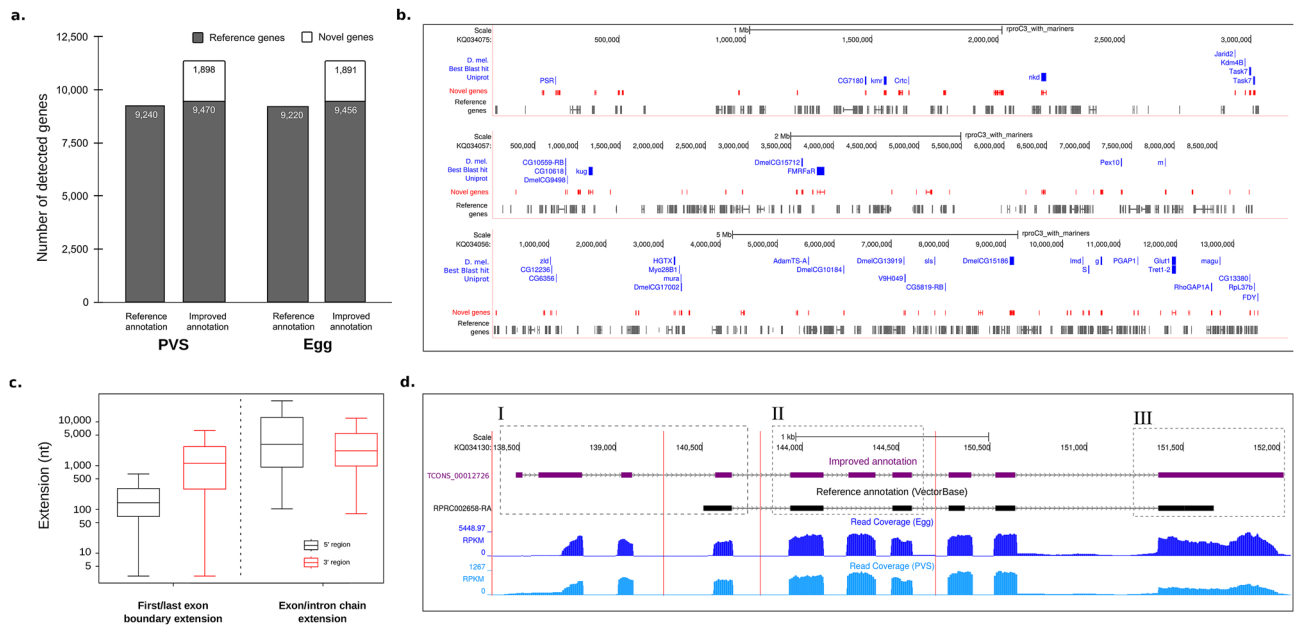 a.
Reference genes
Novel genes
Number of detected genes
12,500
10,000
7,500
5,000
2,500
0
9,240
1,898
9,470
9,220
1,891
9,456
Reference annotation
Improved annotation
Reference annotation
Improved annotation
PVS
Egg
b.
Scale
1 Mb
rproC3_with_mariners
KQ034075:
500,000
1,000,000
1,500,000
2,000,000
2,500,000
3,000,000
D. mel.
Best Blast hit
Uniprot
Jarid2
Kdm4B
Task7
Task7
PSR
CG7180
kmr
Crtc
nkd
Novel genes
Reference genes
Scale
2 Mb
rproC3_with_mariners
KQ034057:
500,000
1,000,000
1,500,000
2,000,000
2,500,000
3,000,000
3,500,000
4,000,000
4,500,000
5,000,000
5,500,000
6,000,000
6,500,000
7,000,000
7,500,000
8,000,000
8,500,000
D. mel.
Best Blast hit
Uniprot
CG10559-RB
CG10618
DmelCG9498
kug
DmelCG15712
FMRFaR
Pex10
m
Novel genes
Reference genes
Scale
5 Mb
rproC3_with_mariners
KQ034056:
1,000,000
2,000,000
3,000,000
4,000,000
5,000,000
6,000,000
7,000,000
8,000,000
9,000,000
10,000,000
11,000,000
12,000,000
13,000,000
D. mel.
Best Blast hit
Uniprot
zld
CG12236
CG6356
HGTX
Myo28B1
mura
DmelCG17002
AdamTS-A
DmelCG10184
DmelCG13919
V9H049
sls
CG5819-RB
DmelCG15186
lmd
S
g
PGAP1
Glut1
Tret1-2
magu
RhoGAP1A
CG13380
RpL37b
FDY
Novel genes
Reference genes
c.
Extension (nt)
10,000
5,000
1,000
500
100
50
10
5
5' region
3' region
First/last exon boundary extension
Exon/intron chain extension
d.
I
II
III
Scale
1 kb
KQ034130:
138,500
139,000
140,500
144,000
144,500
150,500
151,000
151,500
152,000
Improved annotation
TCONS_00012726
Reference annotation (VectorBase)
RPRC002658-RA
Read Coverage (Egg)
5448.97
RPKM
0
Read Coverage (PVS)
1267
RPKM
0